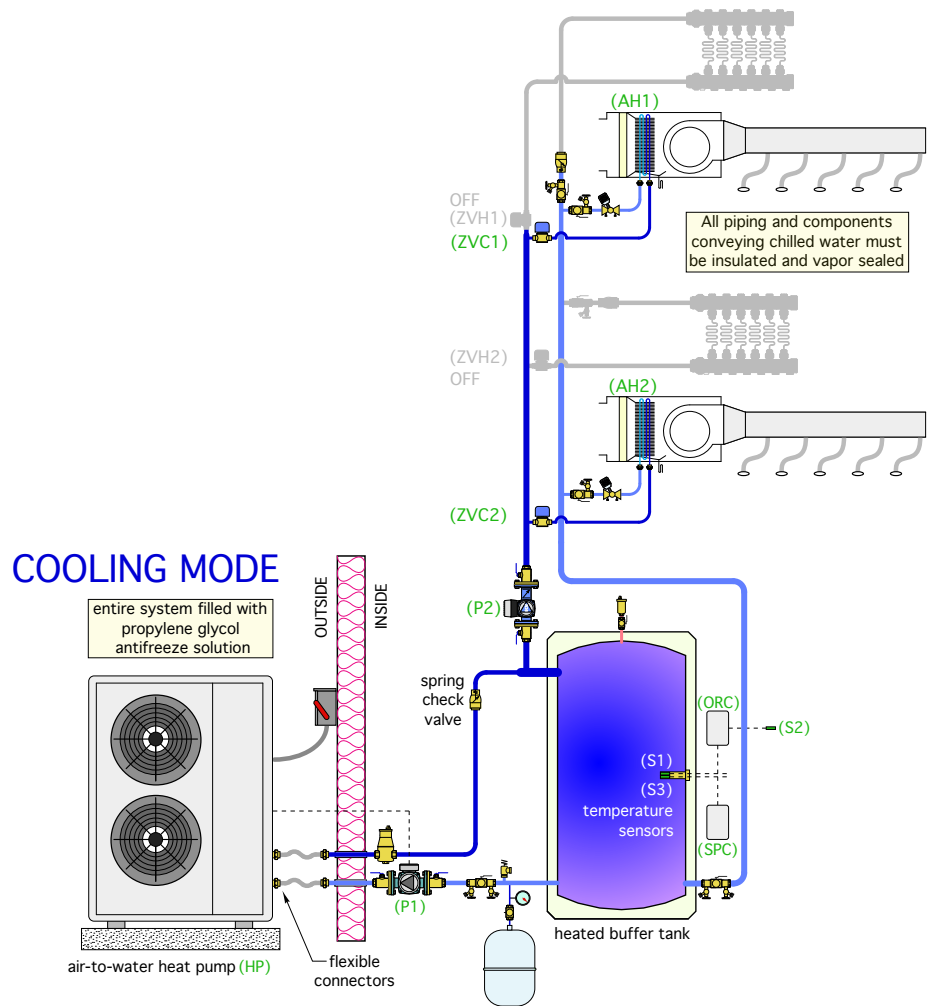 (AH1)
OFF
(ZVH1)
(ZVC1)
All piping and components
conveying chilled water must
be insulated and vapor sealed
(ZVH2)
OFF
(AH2)
(ZVC2)
COOLING MODE
entire system filled with
propylene glycol
antifreeze solution
OUTSIDE
INSIDE
(P2)
spring
check
valve
(ORC)
(S2)
(S1)
(S3)
temperature
sensors
(SPC)
(P1)
heated buffer tank
air-to-water heat pump (HP)
flexible
connectors